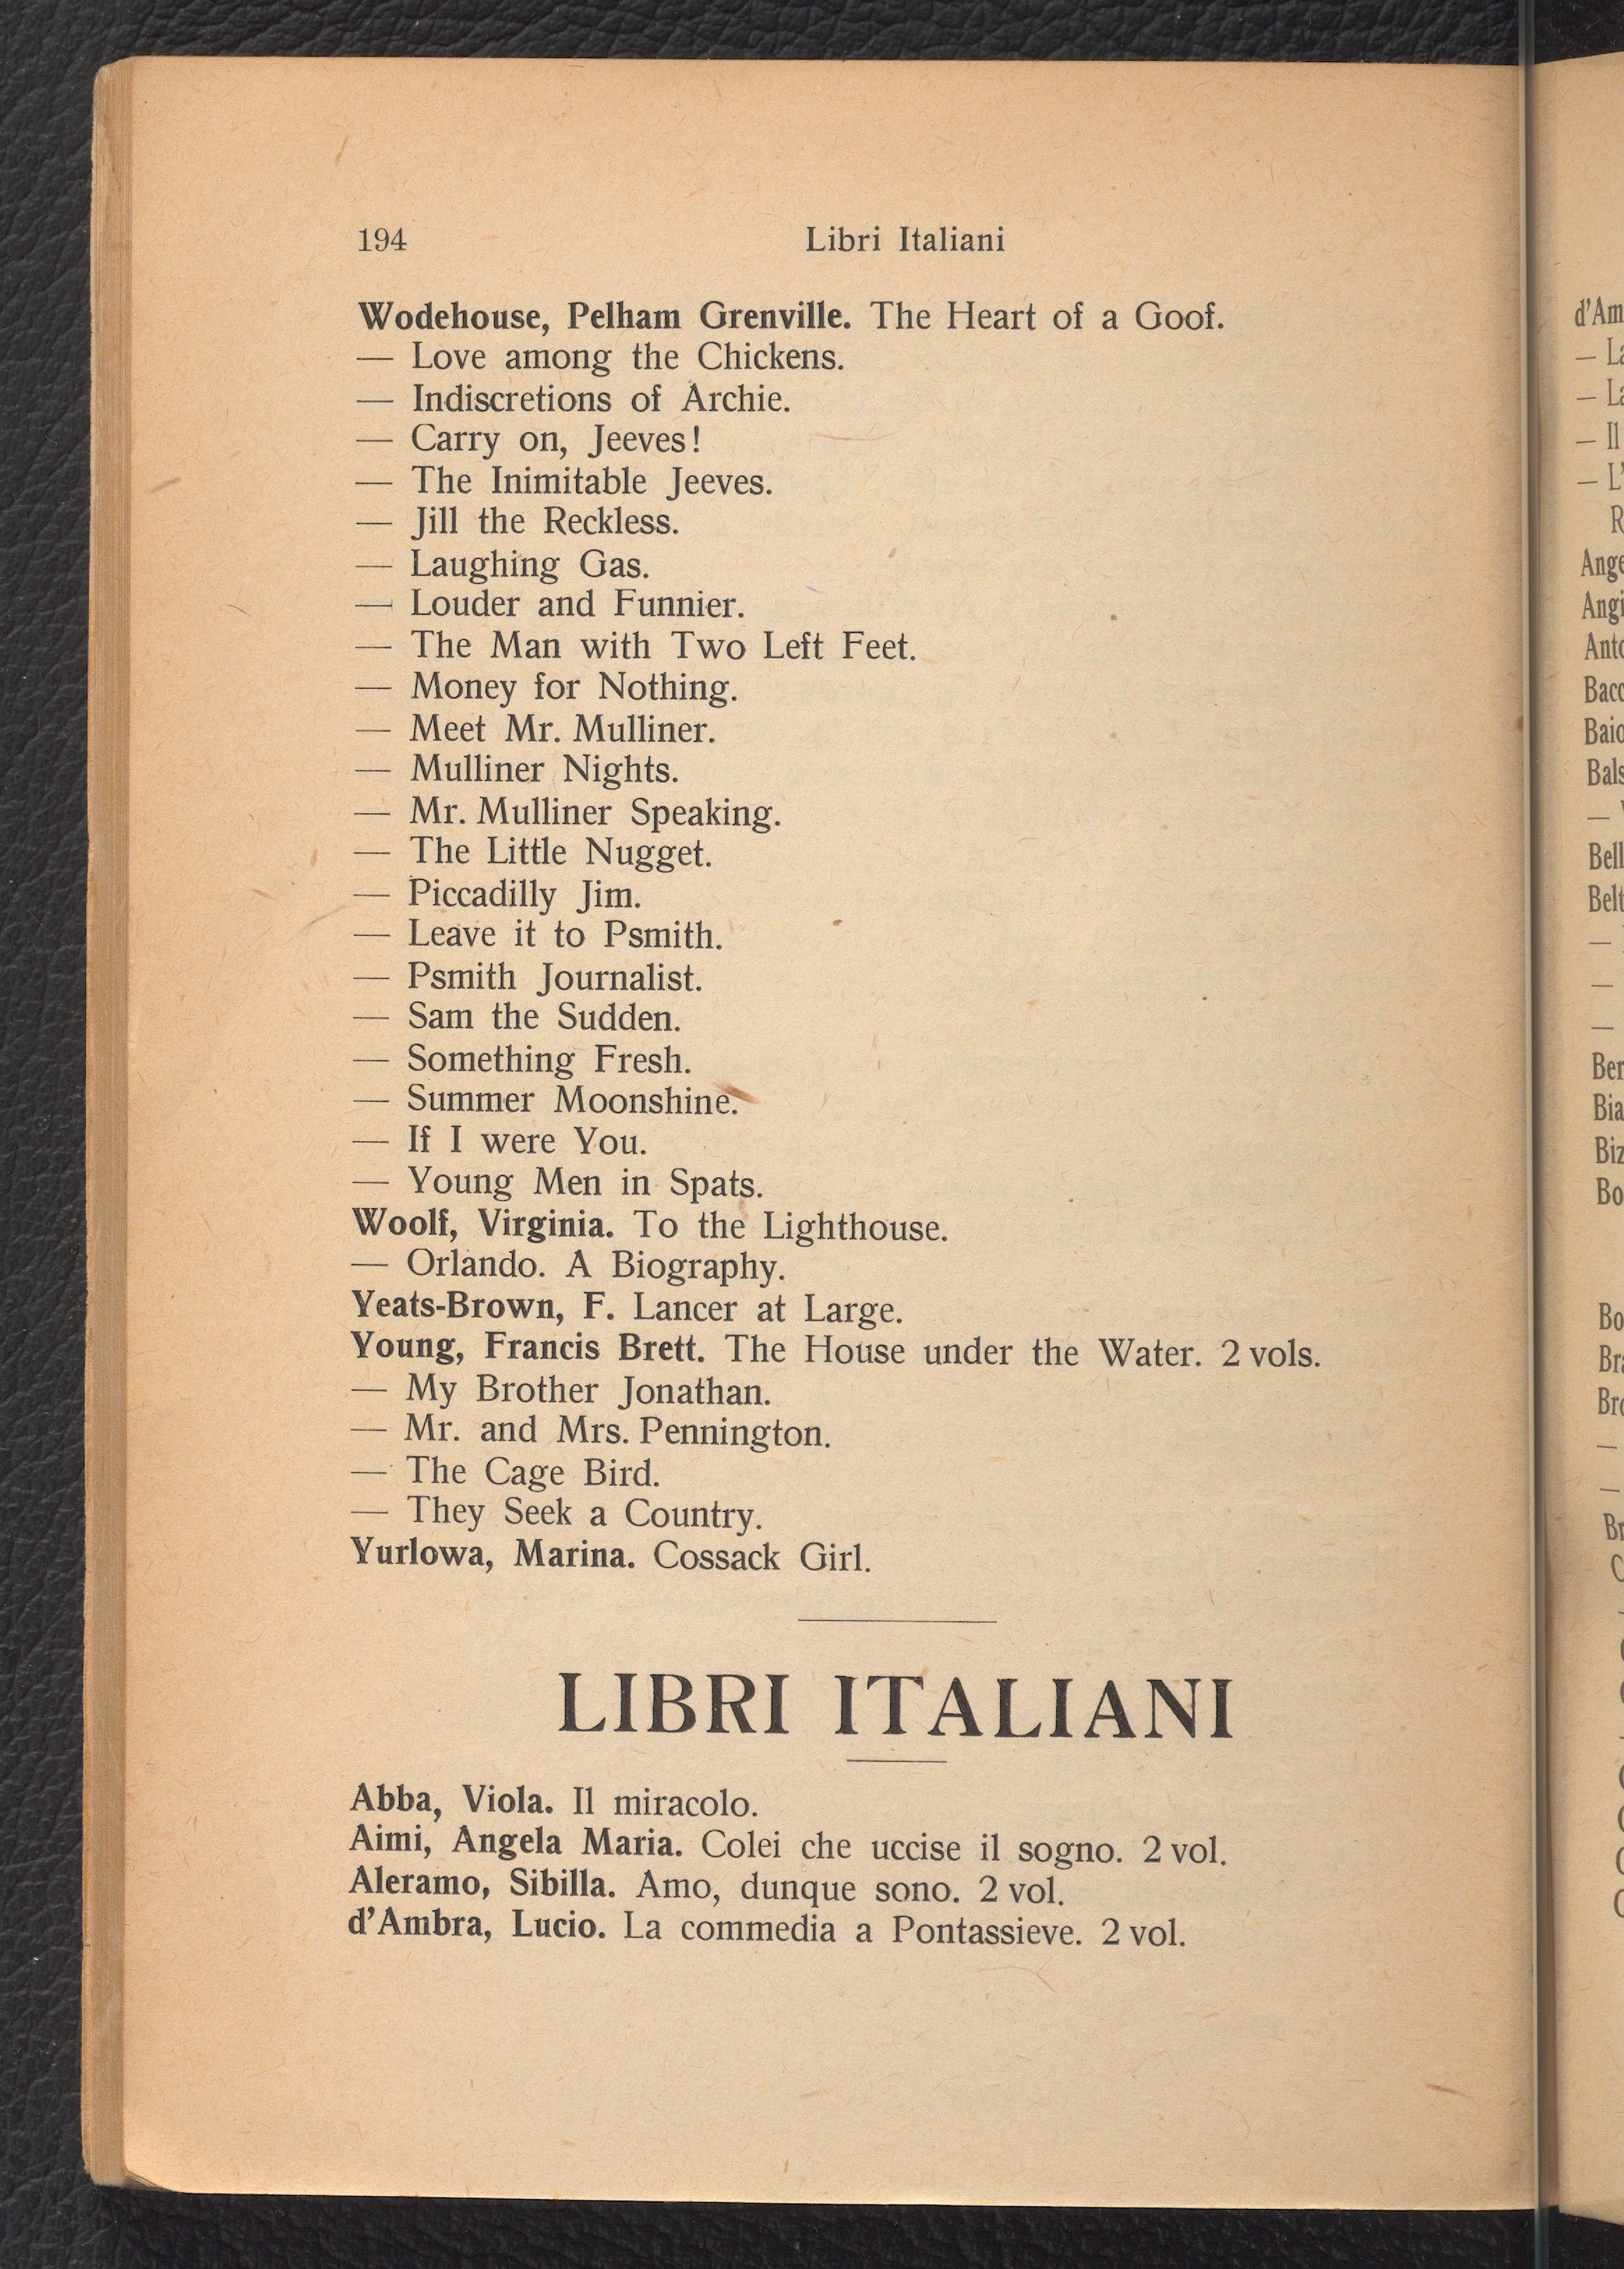 194 Libri Italiani
Wodehouse, Pelham Grenville. The Heart of a Goof.
— Love among the Chickens.
— Indiscretions of Archie.
— Carry on, Jeeves!
— The Inimitable Jeeves.
— Jill the Reckless.
— Laughing Gas.
— Louder and Funnier.
— The Man with Two Left Feet.
— Money for Nothing.
— Meet Mr. Mulliner.
— Mulliner Nights.
— Mr. Mulliner Speaking.
— The Little Nugget.
— Piccadilly Jim.
— Leave it to Psmith.
— Psmith Journalist.
— Sam the Sudden.
— Something Fresh.
— Summer Moonshine.
— If I were You.
— Young Men in Spats.
Woolf, Virginia. To the Lighthouse.
— Orlando. A Biography.
Yeats-Brown, F. Lancer at Large.
Young, Francis Brett. The House under the Water. 2 vols.
— My Brother Jonathan.
— Mr. and Mrs. Pennington.
— The Cage Bird.
— They Seek a Country.
Yurlowa, Marina. Cossack Girl.
LIBRI ITALIANI
Abba, Viola. Il miracolo.
Aimi, Angela Maria. Colei che uccise il sogno. 2 vol.
Aleramo, Sibilla. Amo, dunque sono. 2 vol.
d'Ambra, Lucio. La commedia a Pontassieve. 2 vol.